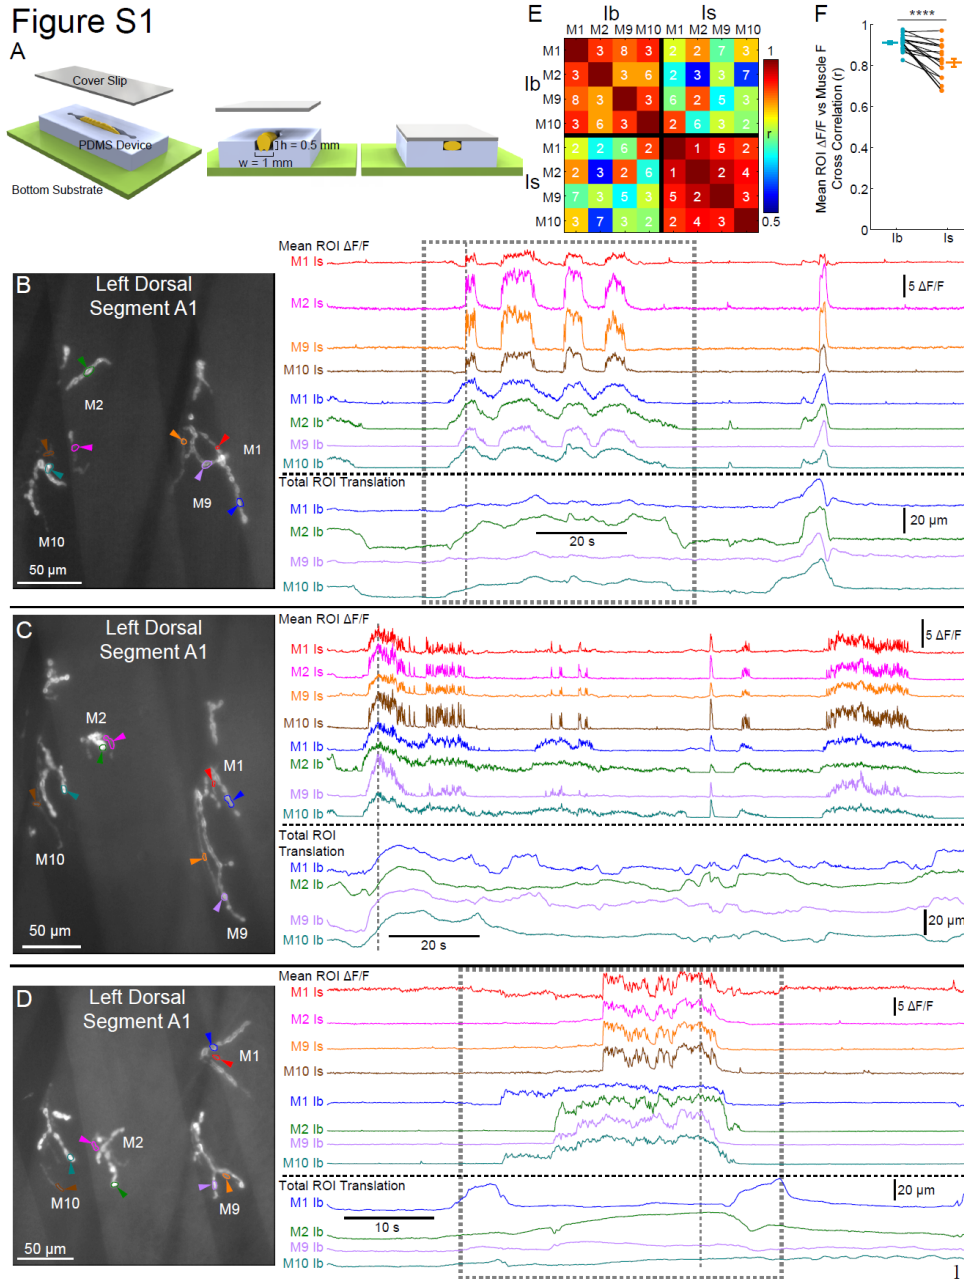 Figure S1
A
Cover Slip
PDMS Device
Bottom Substrate
h = 0.5 mm
w = 1 mm
E
Ib Is
M1 M2 M9 M10 M1 M2 M9 M10
Ib
M1 3 8 3 2 2 7 3
M2 3 3 6 2 3 3 7
M9 8 3 3 6 2 5 3
M10 3 6 3 2 6 3 2
Is
M1 2 2 6 2 1 5 2
M2 2 3 2 6 1 2 4
M9 7 3 5 3 5 2 3
M10 3 7 3 2 2 4 3
1
r
0.5
F
****
Mean ROI ΔF/F vs Muscle F
Cross Correlation (r)
1
0.8
0.6
0.4
0.2
0
Ib Is
B
Left Dorsal
Segment A1
M2
M1
M9
M10
50 µm
Mean ROI ΔF/F
M1 Is
M2 Is
M9 Is
M10 Is
M1 Ib
M2 Ib
M9 Ib
M10 Ib
5 ΔF/F
Total ROI Translation
M1 Ib
M2 Ib
M9 Ib
M10 Ib
20 s
20 µm
C
Left Dorsal
Segment A1
M2
M1
M10
M9
50 µm
Mean ROI ΔF/F
M1 Is
M2 Is
M9 Is
M10 Is
M1 Ib
M2 Ib
M9 Ib
M10 Ib
5 ΔF/F
Total ROI
Translation
M1 Ib
M2 Ib
M9 Ib
M10 Ib
20 s
20 µm
D
Left Dorsal
Segment A1
M1
M2
M10
M9
50 µm
Mean ROI ΔF/F
M1 Is
M2 Is
M9 Is
M10 Is
M1 Ib
M2 Ib
M9 Ib
M10 Ib
5 ΔF/F
Total ROI Translation
M1 Ib
M2 Ib
M9 Ib
M10 Ib
10 s
20 µm
1